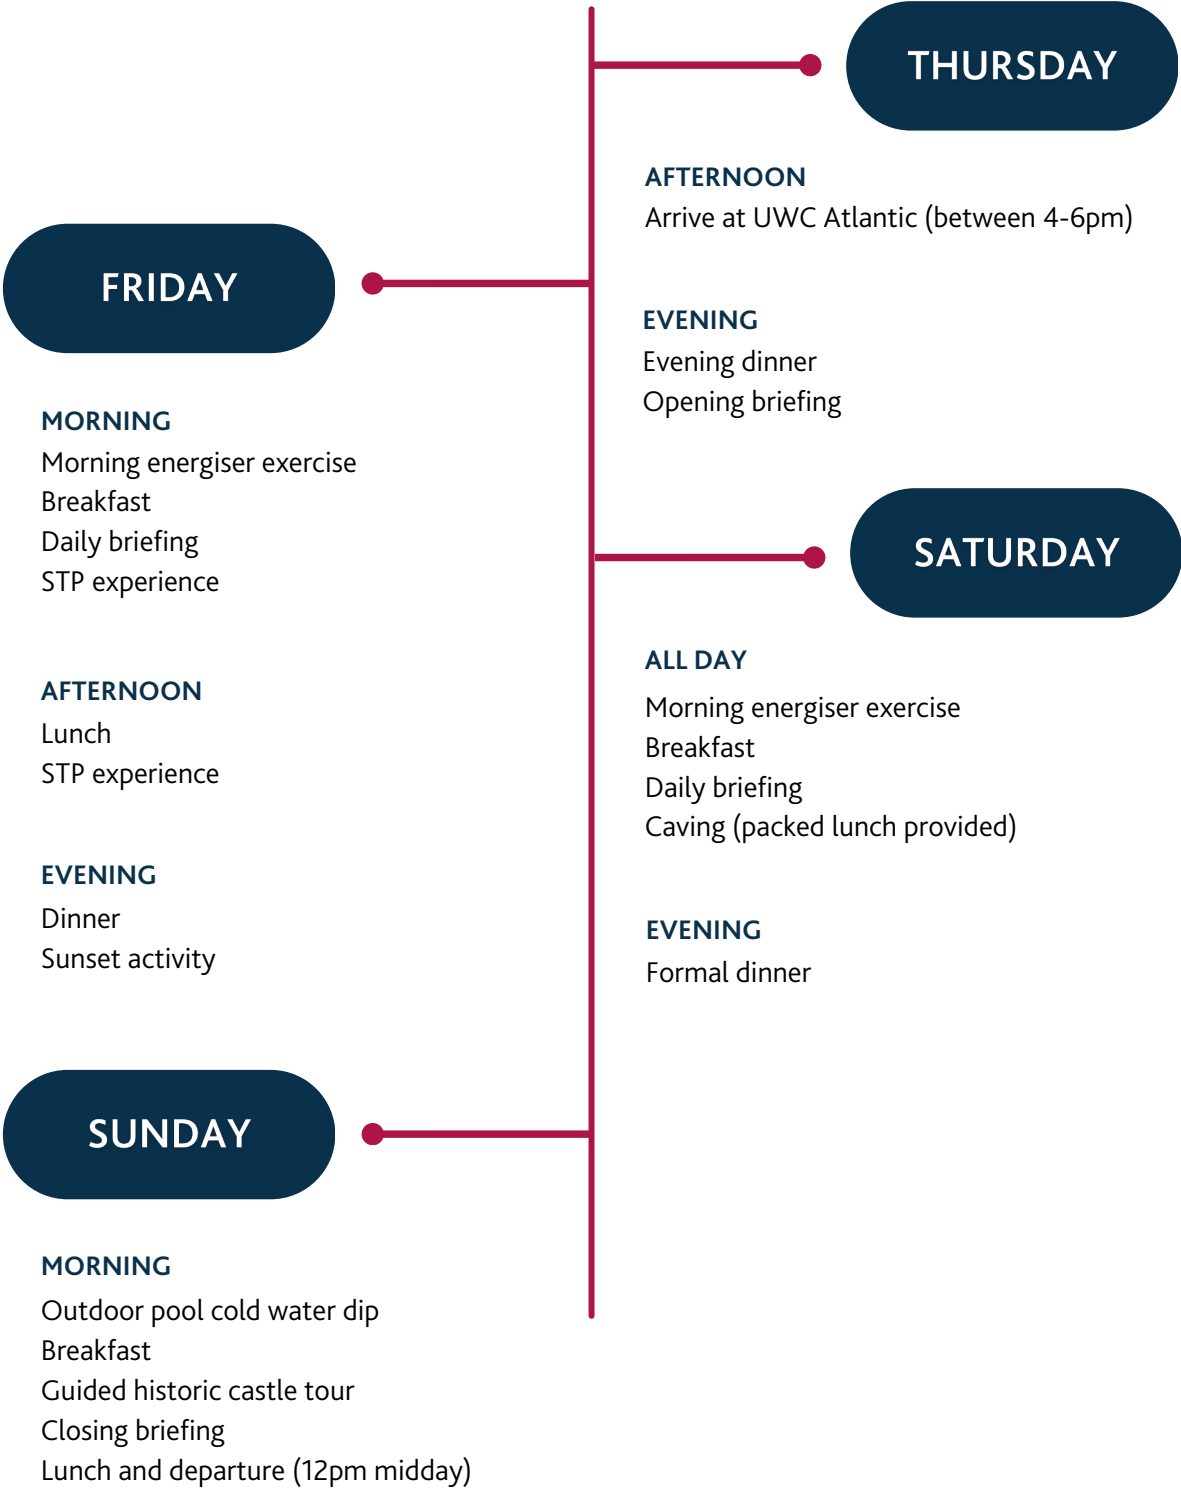 THURSDAY
AFTERNOON
Arrive at UWC Atlantic (between 4-6pm)
EVENING
Evening dinner
Opening briefing
FRIDAY
MORNING
Morning energiser exercise
Breakfast
Daily briefing
STP experience
AFTERNOON
Lunch
STP experience
EVENING
Dinner
Sunset activity
SATURDAY
ALL DAY
Morning energiser exercise
Breakfast
Daily briefing
Caving (packed lunch provided)
EVENING
Formal dinner
SUNDAY
MORNING
Outdoor pool cold water dip
Breakfast
Guided historic castle tour
Closing briefing
Lunch and departure (12pm midday)